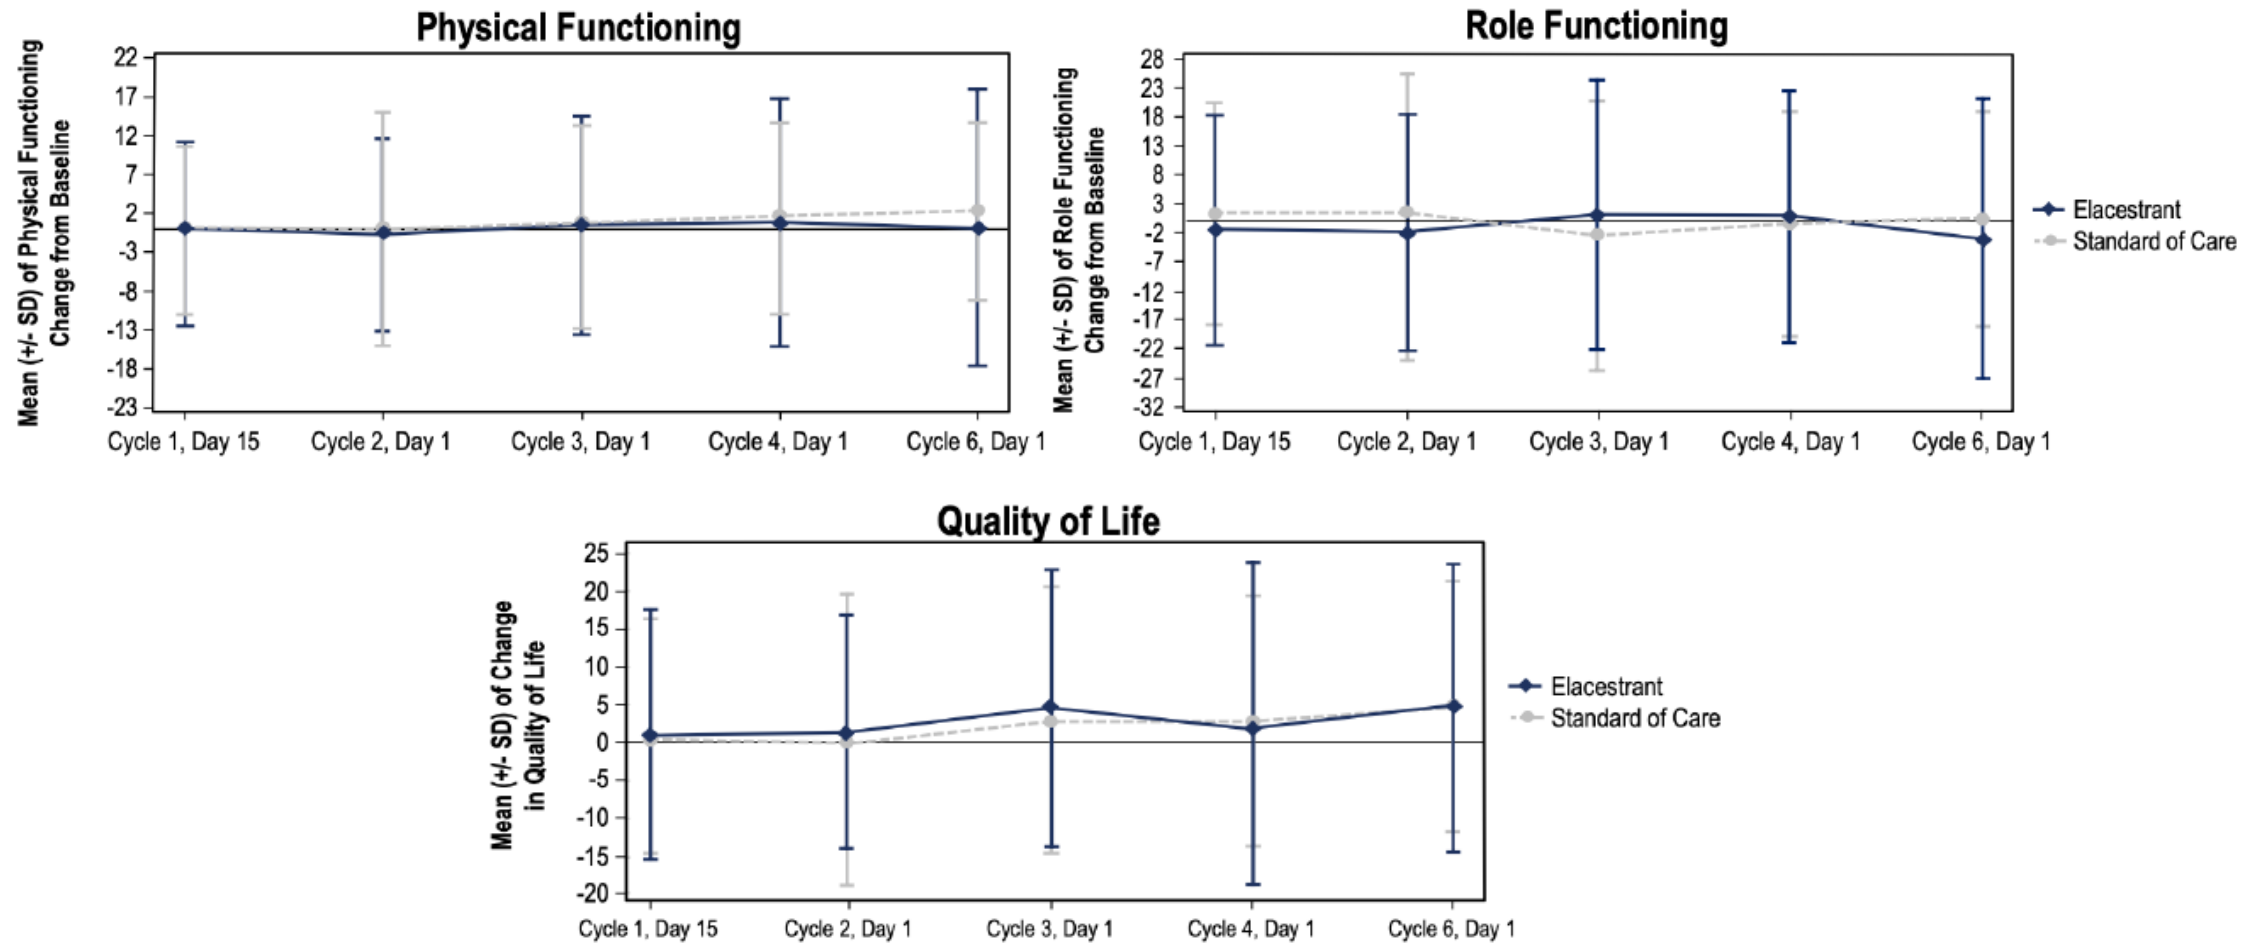 Physical Functioning
Mean (+/- SD) of Physical Functioning
Change from Baseline
22
17
12
7
2
-3
-8
-13
-18
-23
Cycle 1, Day 15
Cycle 2, Day 1
Cycle 3, Day 1
Cycle 4, Day 1
Cycle 6, Day 1
Role Functioning
Mean (+/- SD) of Role Functioning
Change from Baseline
28
23
18
13
8
3
-2
-7
-12
-17
-22
-27
-32
Cycle 1, Day 15
Cycle 2, Day 1
Cycle 3, Day 1
Cycle 4, Day 1
Cycle 6, Day 1
Elacestrant
Standard of Care
Quality of Life
Mean (+/- SD) of Change
in Quality of Life
25
20
15
10
5
0
-5
-10
-15
-20
Cycle 1, Day 15
Cycle 2, Day 1
Cycle 3, Day 1
Cycle 4, Day 1
Cycle 6, Day 1
Elacestrant
Standard of Care